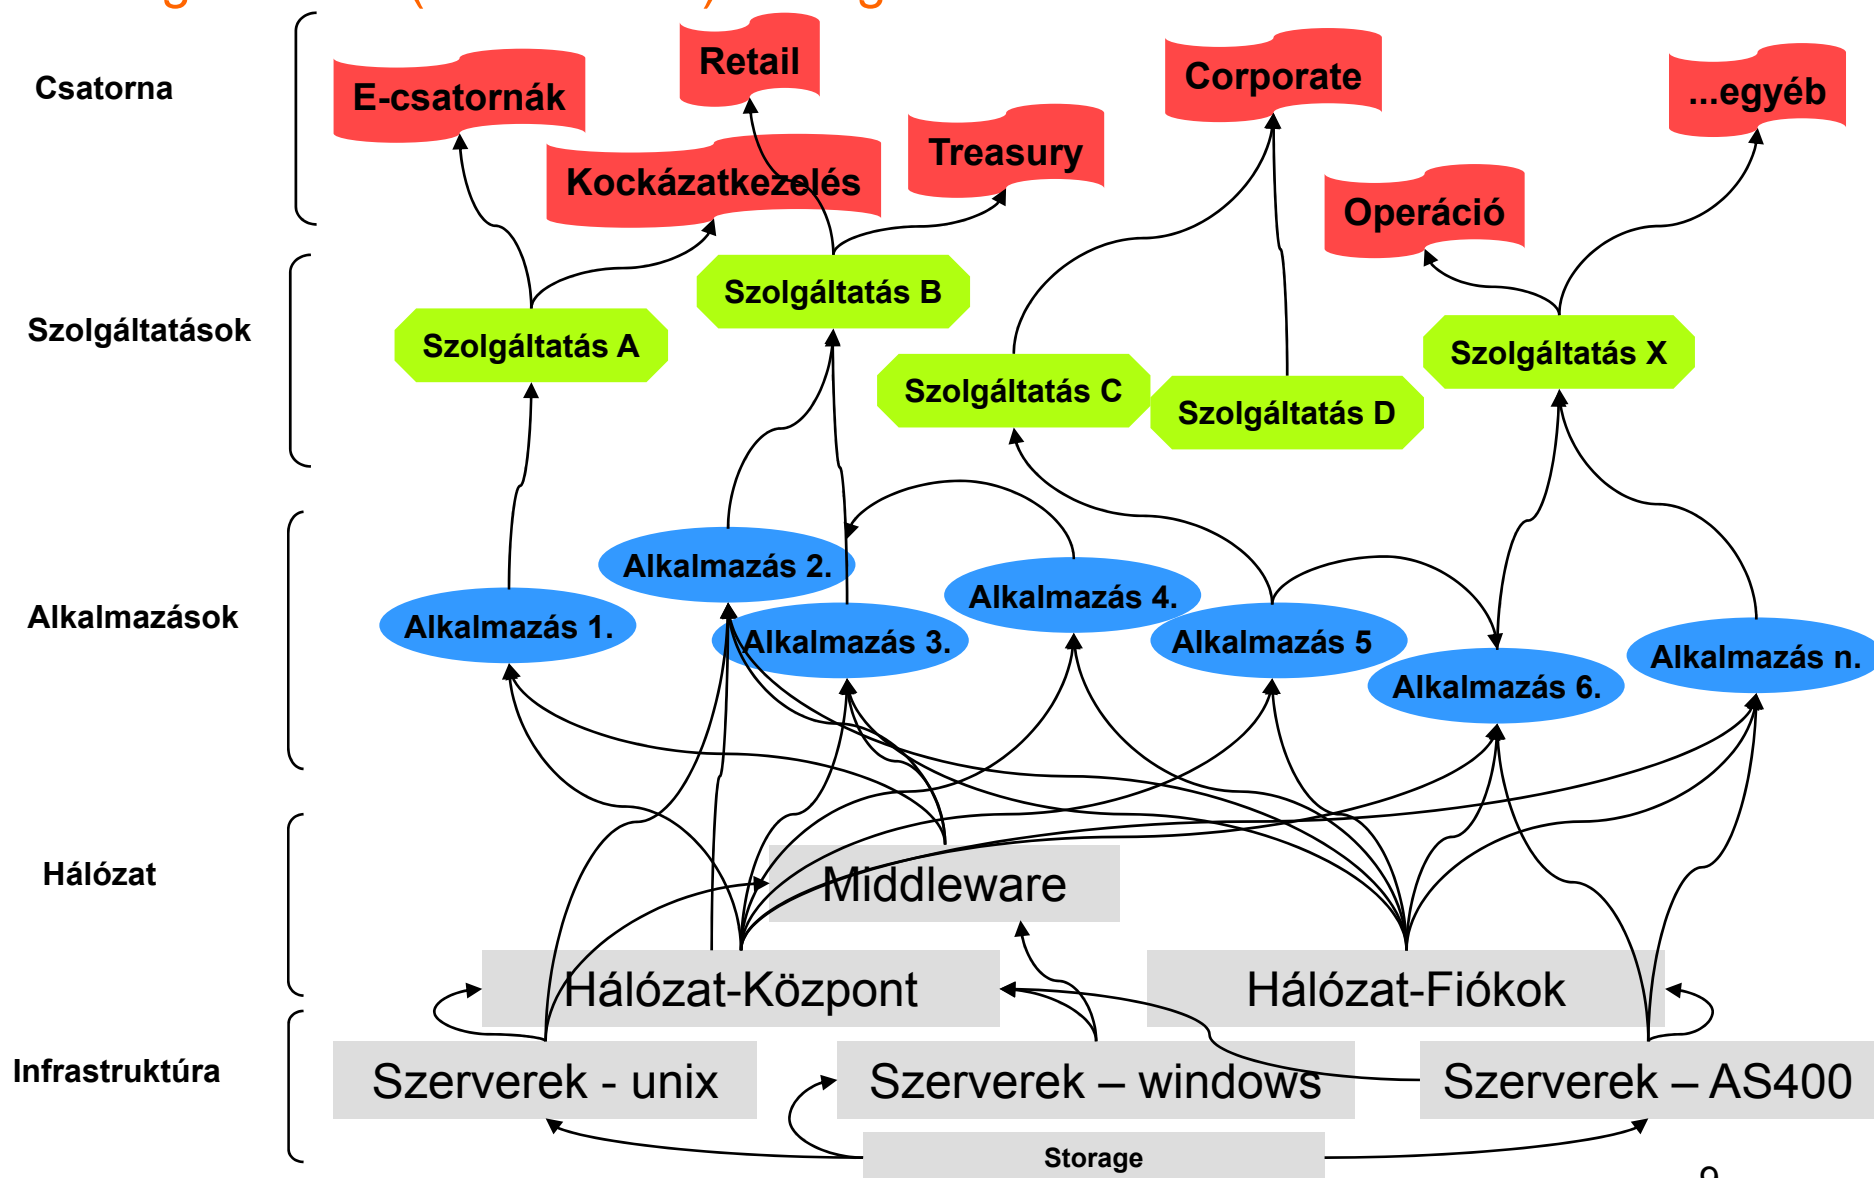 Csatorna
E-csatornák
Retail
Corporate
...egyéb
Kockázatkezelés
Treasury
Operáció
Szolgáltatások
Szolgáltatás A
Szolgáltatás B
Szolgáltatás C
Szolgáltatás D
Szolgáltatás X
Alkalmazások
Alkalmazás 1.
Alkalmazás 2.
Alkalmazás 3.
Alkalmazás 4.
Alkalmazás 5
Alkalmazás 6.
Alkalmazás n.
Hálózat
Middleware
Hálózat-Központ
Hálózat-Fiókok
Infrastruktúra
Szerverek - unix
Szerverek – windows
Szerverek – AS400
Storage